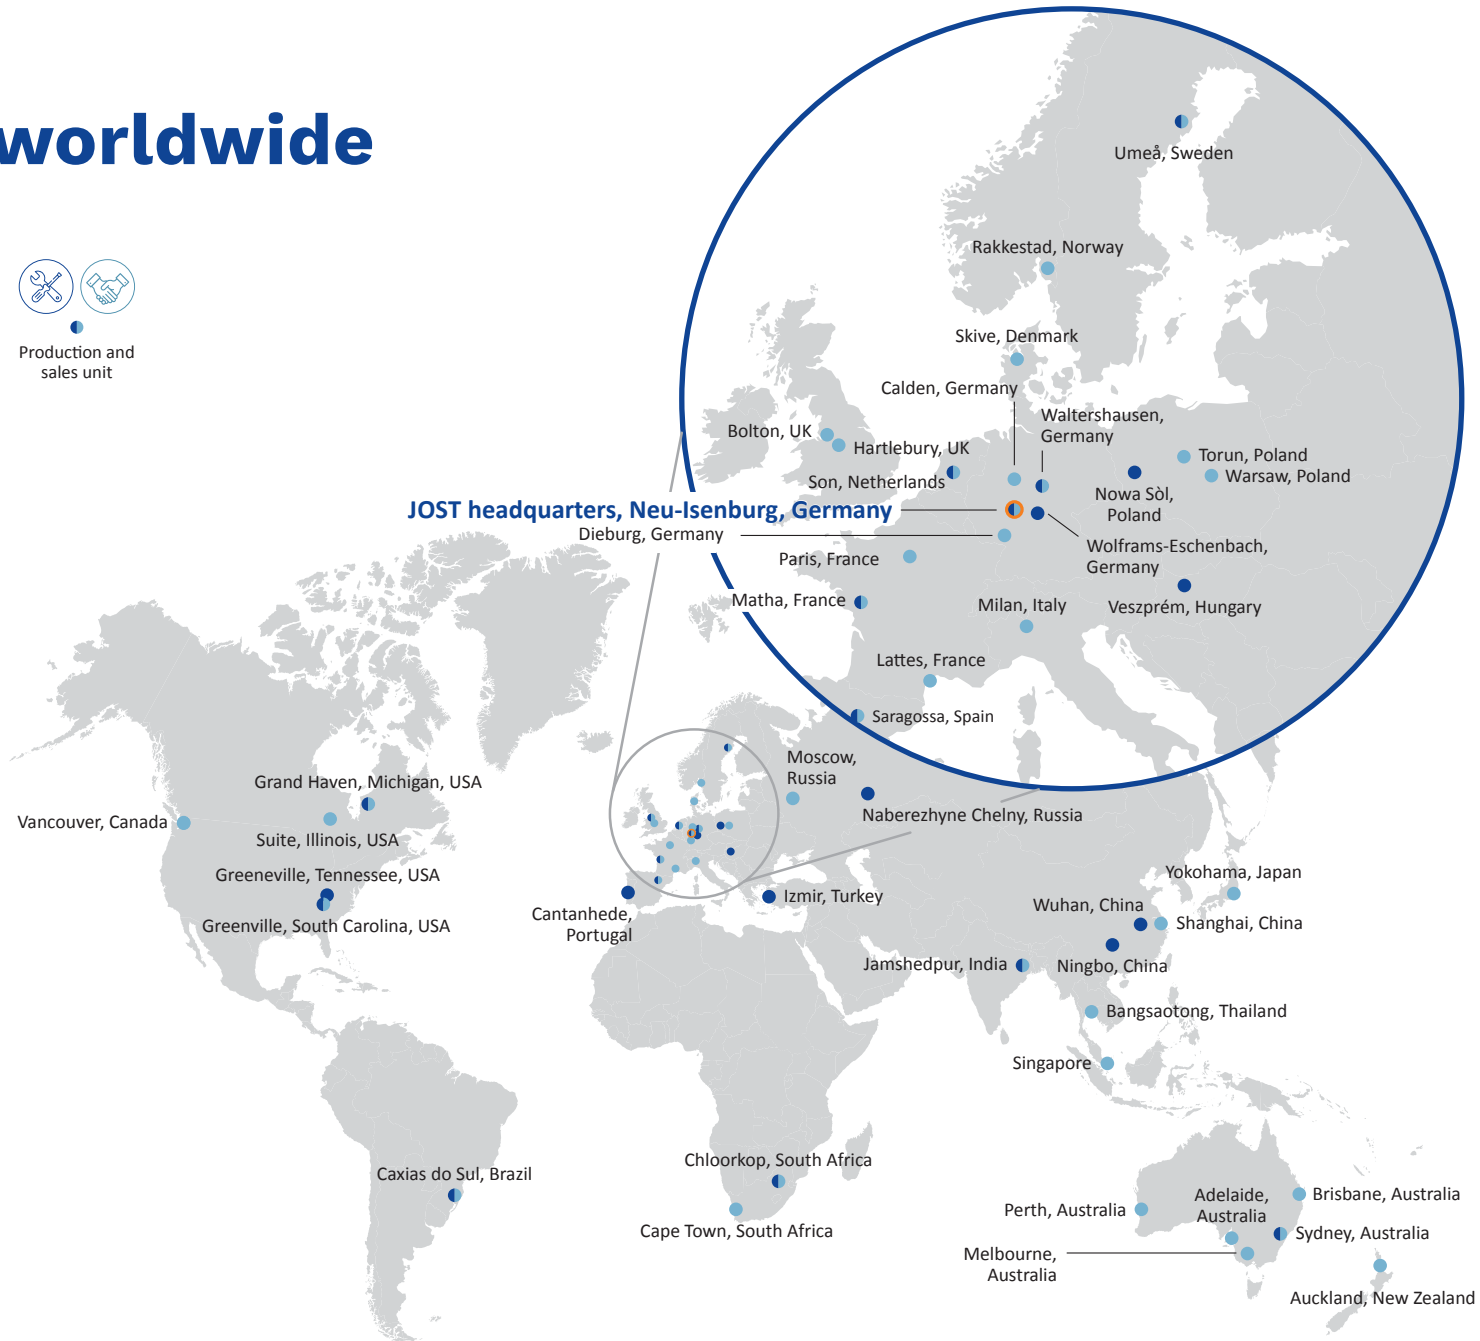 worldwide
Production and
sales unit
Umeå, Sweden
Rakkestad, Norway
Skive, Denmark
Calden, Germany
Waltershausen,
Germany
Bolton, UK
Hartlebury, UK
Son, Netherlands
Torun, Poland
Warsaw, Poland
Nowa Sòl,
Poland
JOST headquarters, Neu-Isenburg, Germany
Dieburg, Germany
Wolframs-Eschenbach,
Germany
Paris, France
Matha, France
Milan, Italy
Veszprém, Hungary
Lattes, France
Saragossa, Spain
Moscow,
Russia
Naberezhyne Chelny, Russia
Grand Haven, Michigan, USA
Vancouver, Canada
Suite, Illinois, USA
Greeneville, Tennessee, USA
Greenville, South Carolina, USA
Cantanhede,
Portugal
Izmir, Turkey
Yokohama, Japan
Wuhan, China
Shanghai, China
Jamshedpur, India
Ningbo, China
Bangsaotong, Thailand
Singapore
Caxias do Sul, Brazil
Chloorkop, South Africa
Cape Town, South Africa
Perth, Australia
Adelaide,
Australia
Brisbane, Australia
Sydney, Australia
Melbourne,
Australia
Auckland, New Zealand